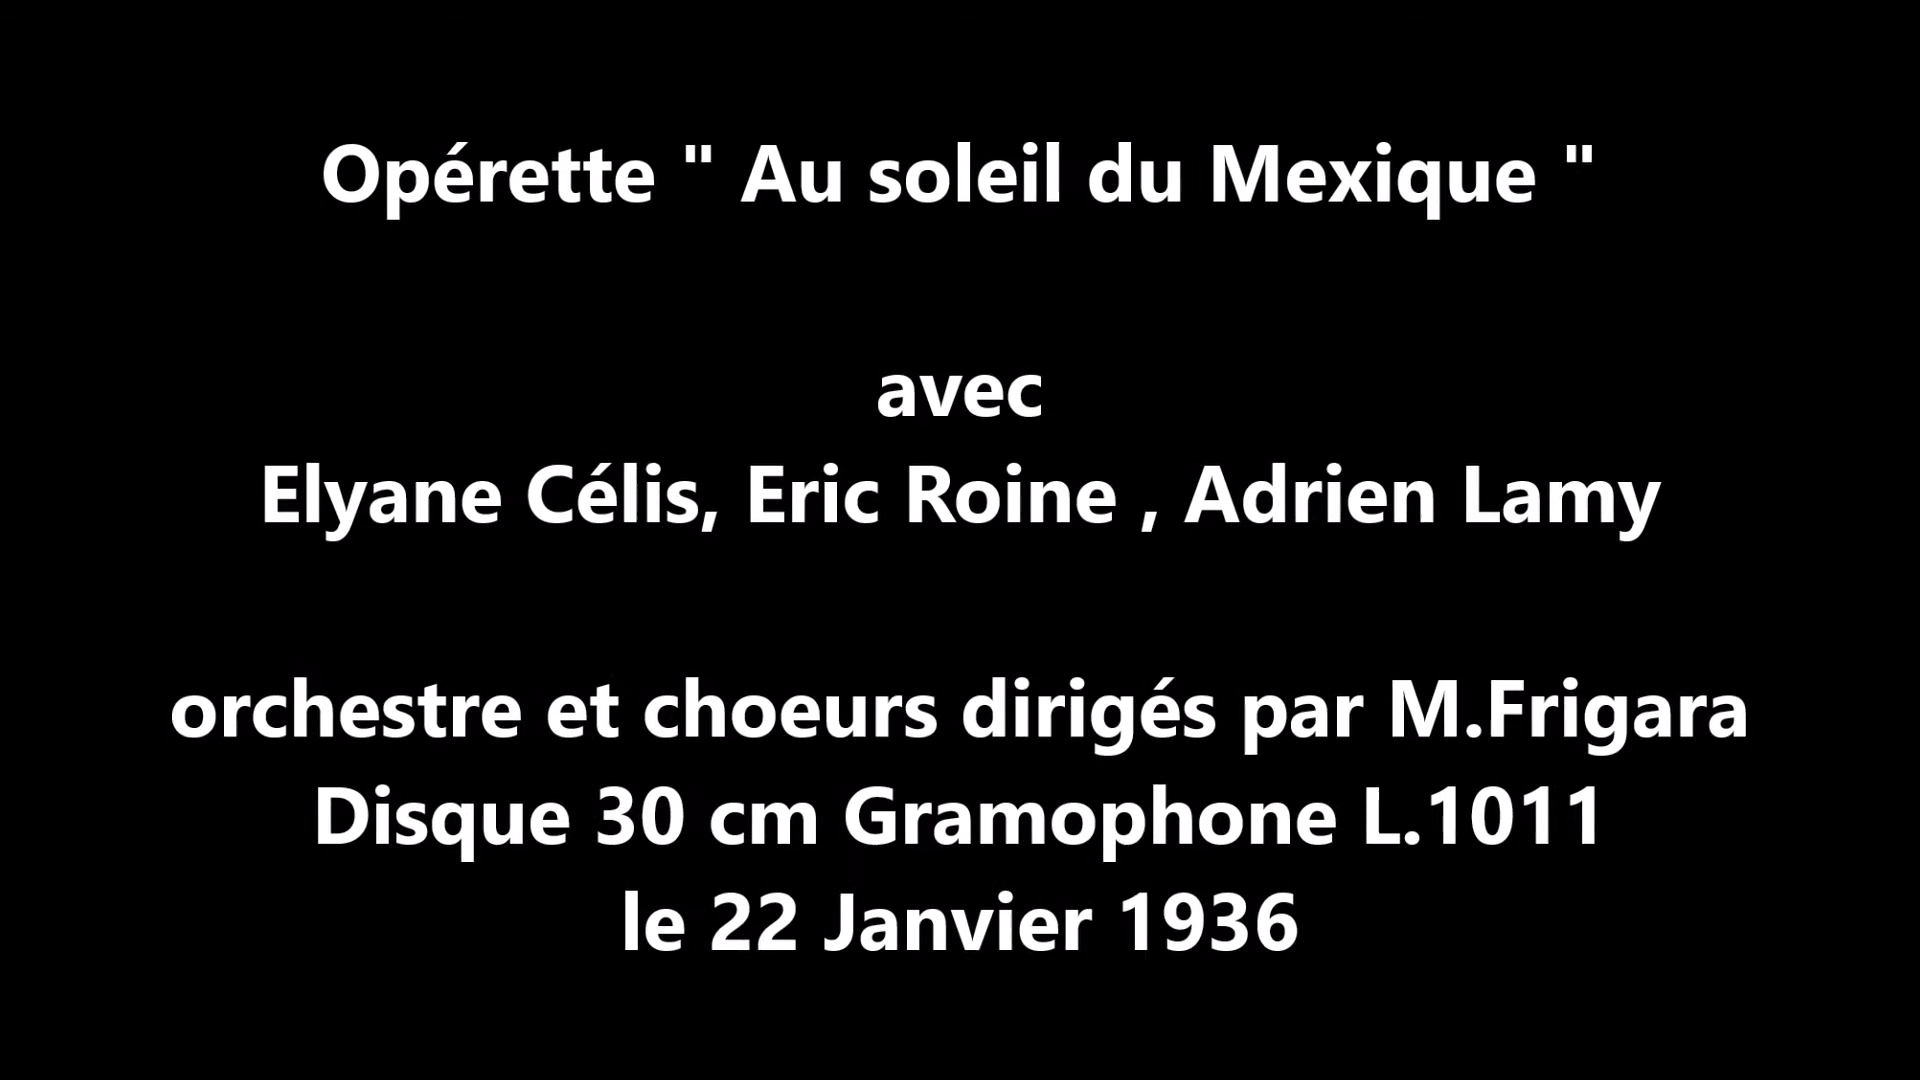 Opérette " Au soleil du Mexique "
avec
Elyane Célis, Eric Roine , Adrien Lamy
orchestre et choeurs dirigés par M.Frigara
Disque 30 cm Gramophone L.1011
le 22 Janvier 1936